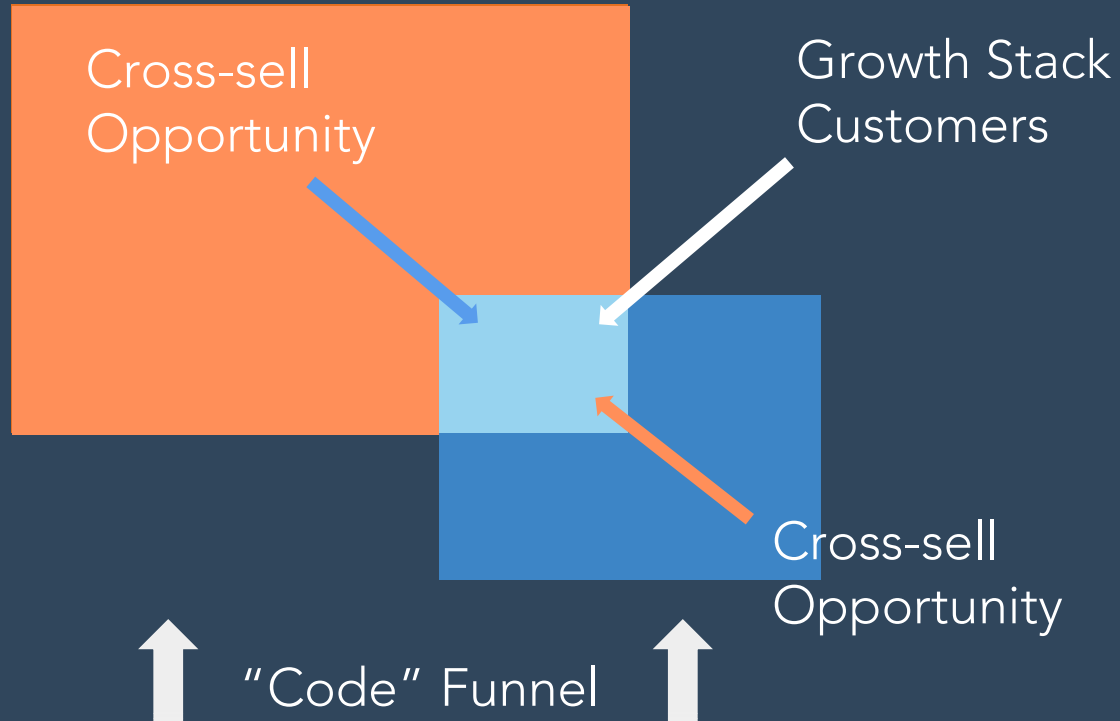 Cross-sell
Opportunity
Growth Stack
Customers
Cross-sell
Opportunity
“Code” Funnel